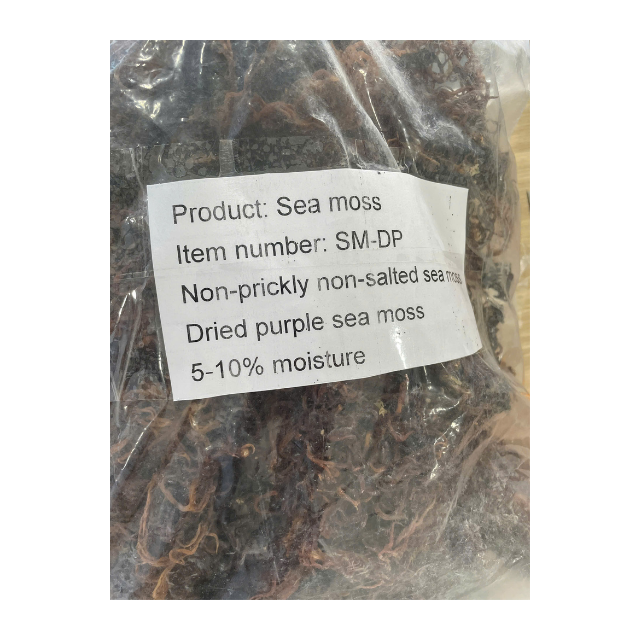 Product: Sea moss
Item number: SM-DP
Non-prickly non-salted sea moss
Dried purple sea moss
5-10% moisture